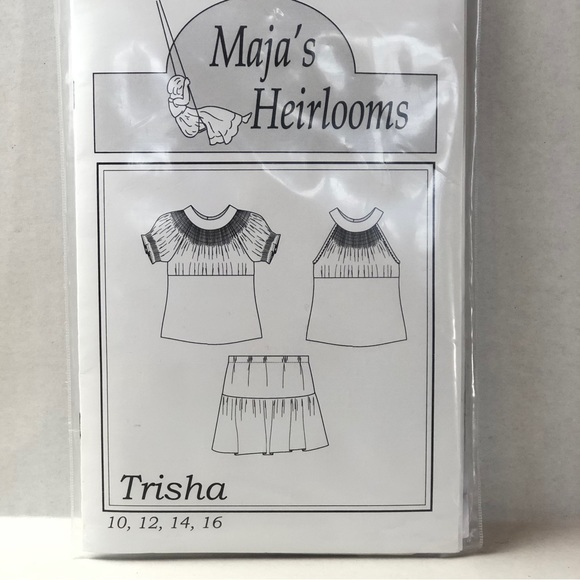 Maja's
Heirlooms
Trisha
10, 12, 14, 16